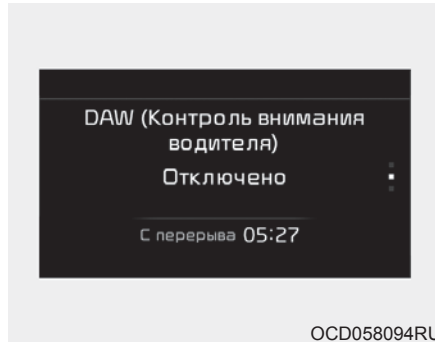 DAW (Контроль внимания
водителя)
Отключено
С перерыва 05:27
OCD058094RU